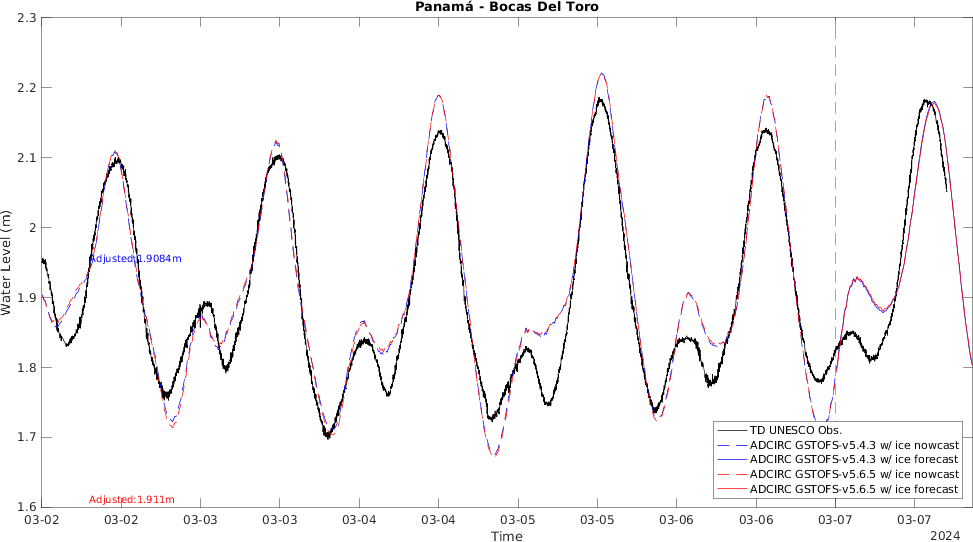 Panamá - Bocas Del Toro
Water Level (m)
2.3
2.2
2.1
2
1.9
1.8
1.7
1.6
Adjusted:1.9084m
Adjusted:1.911m
TD UNESCO Obs.
ADCIRC GSTOFS-v5.4.3 w/ ice nowcast
ADCIRC GSTOFS-v5.4.3 w/ ice forecast
ADCIRC GSTOFS-v5.6.5 w/ ice nowcast
ADCIRC GSTOFS-v5.6.5 w/ ice forecast
03-02 03-02 03-03 03-03 03-04 03-04 03-05 03-05 03-06 03-06 03-07 03-07
Time
2024